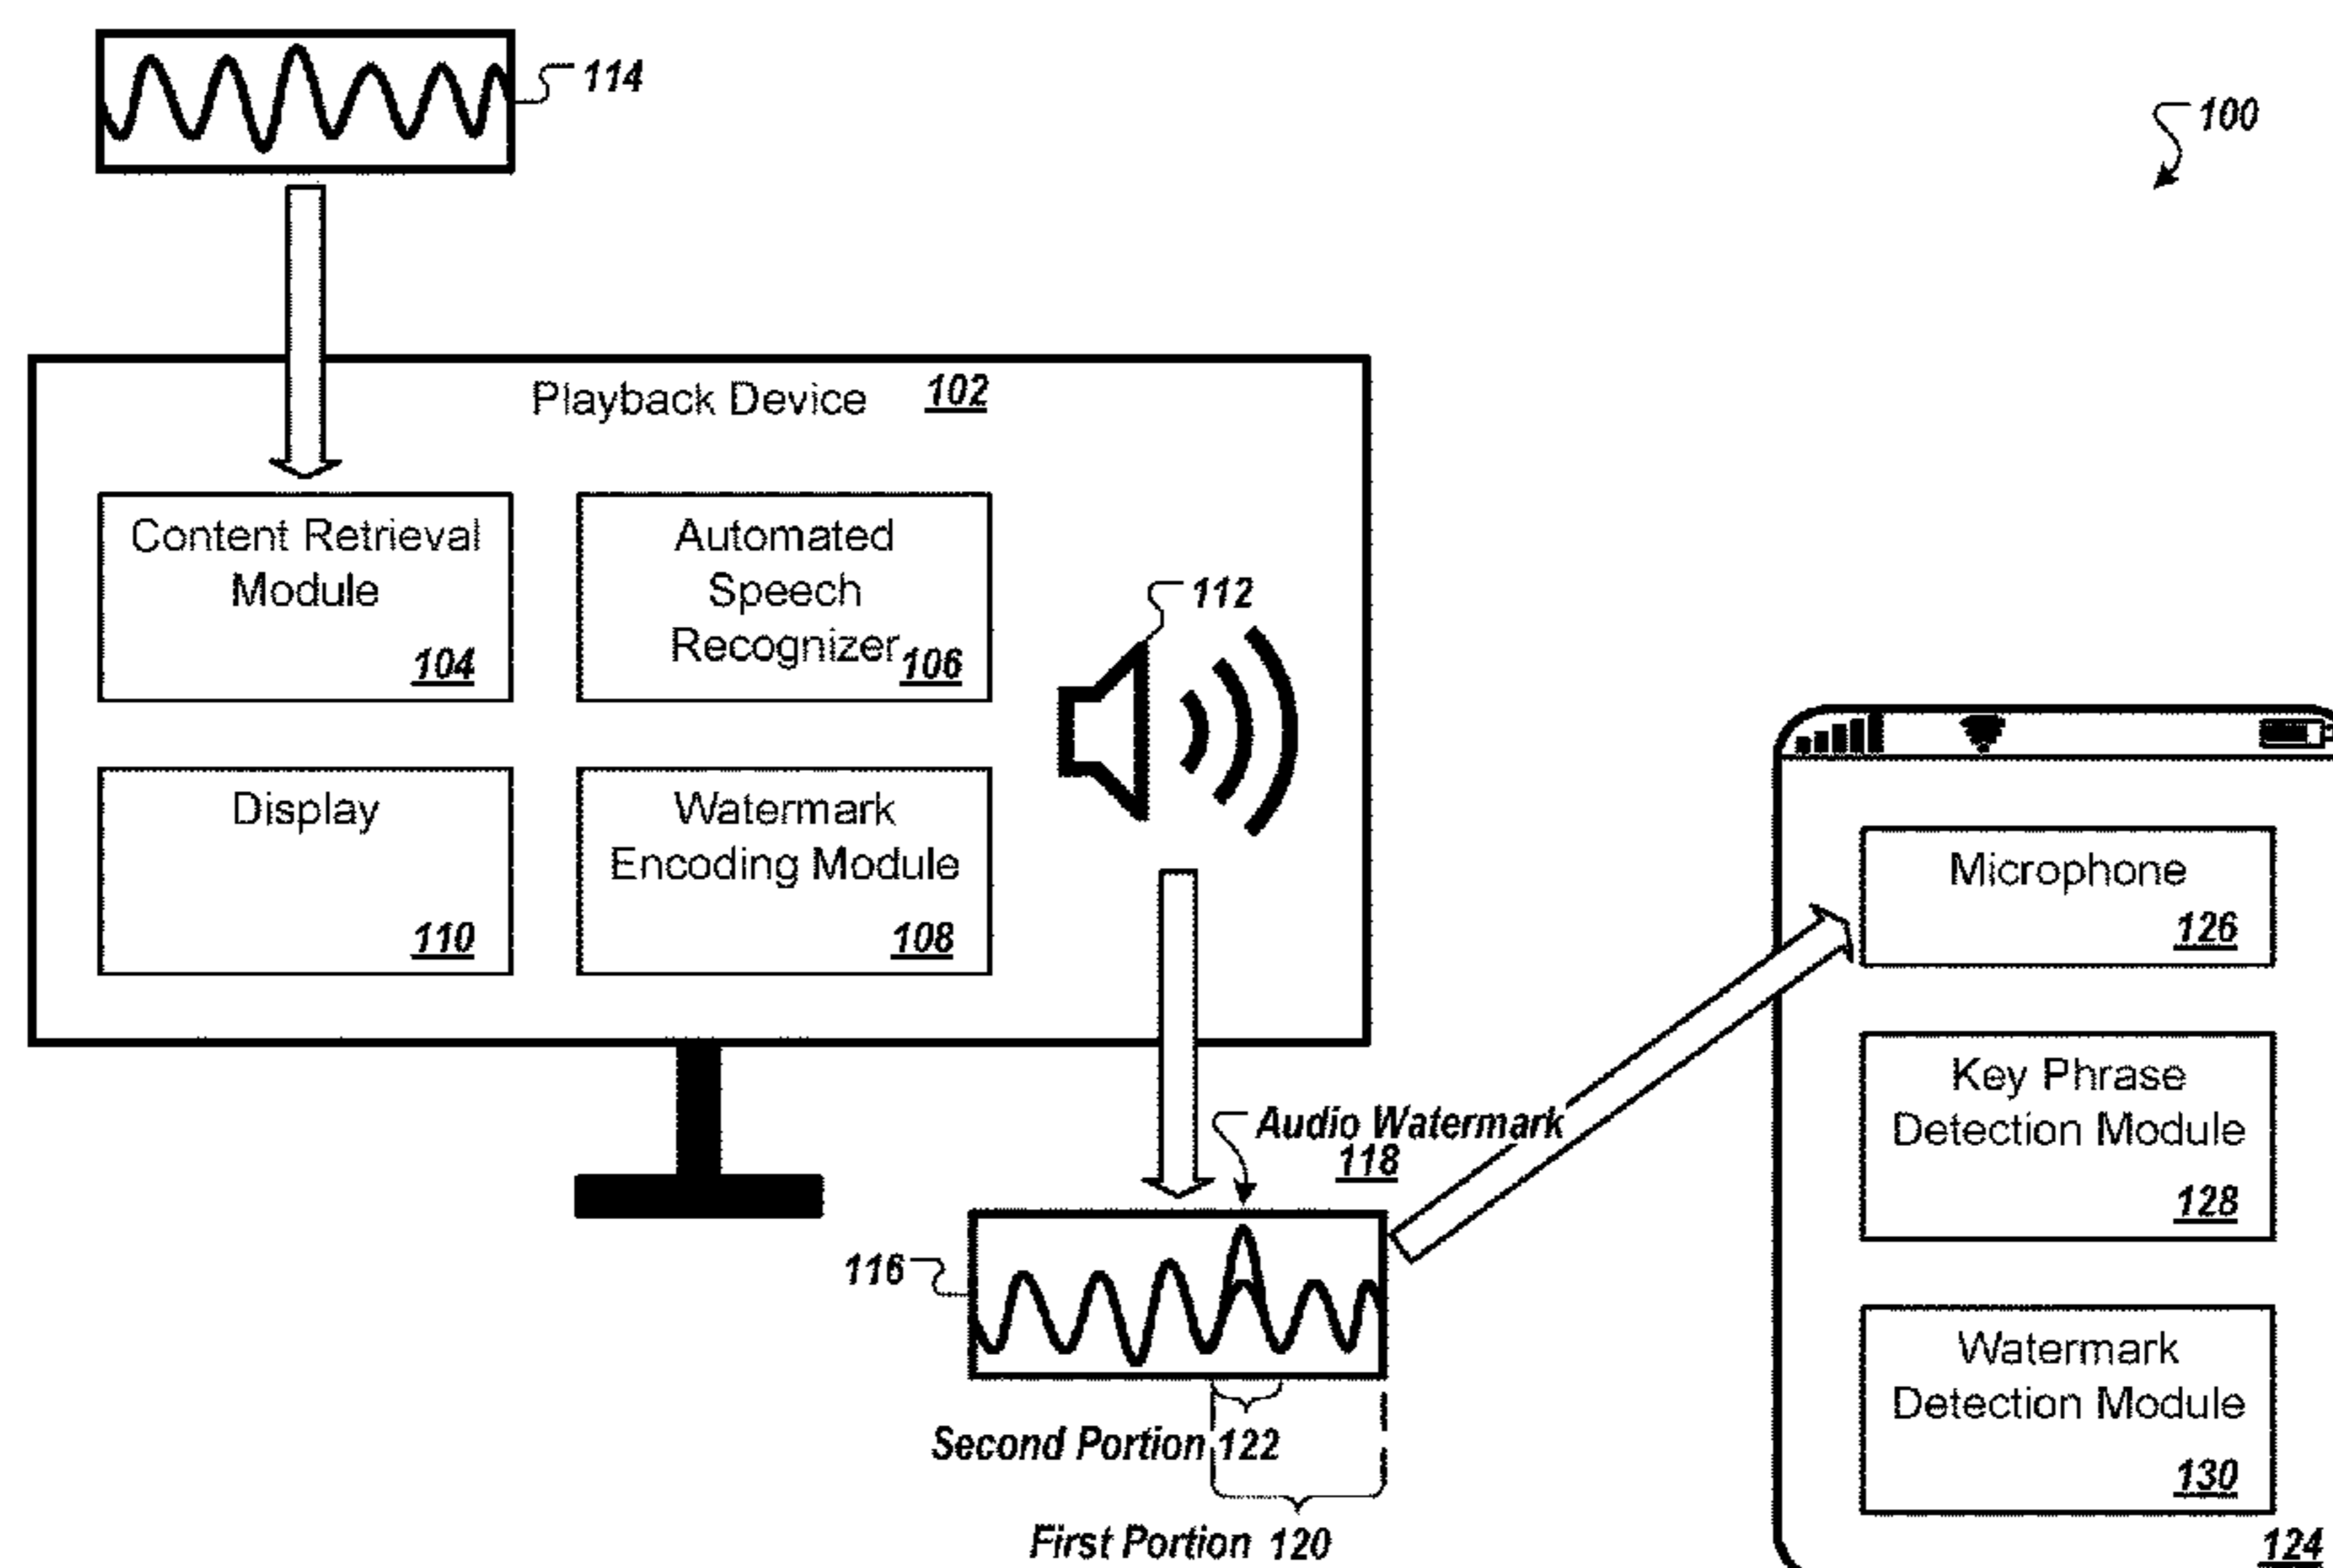 114
100
Playback Device 102
Content Retrieval
Module
104
Automated
Speech
Recognizer 106
112
Display
110
Watermark
Encoding Module
108
Microphone
126
Key Phrase
Detection Module
128
Watermark
Detection Module
130
124
Audio Watermark
118
116
Second Portion 122
First Portion 120